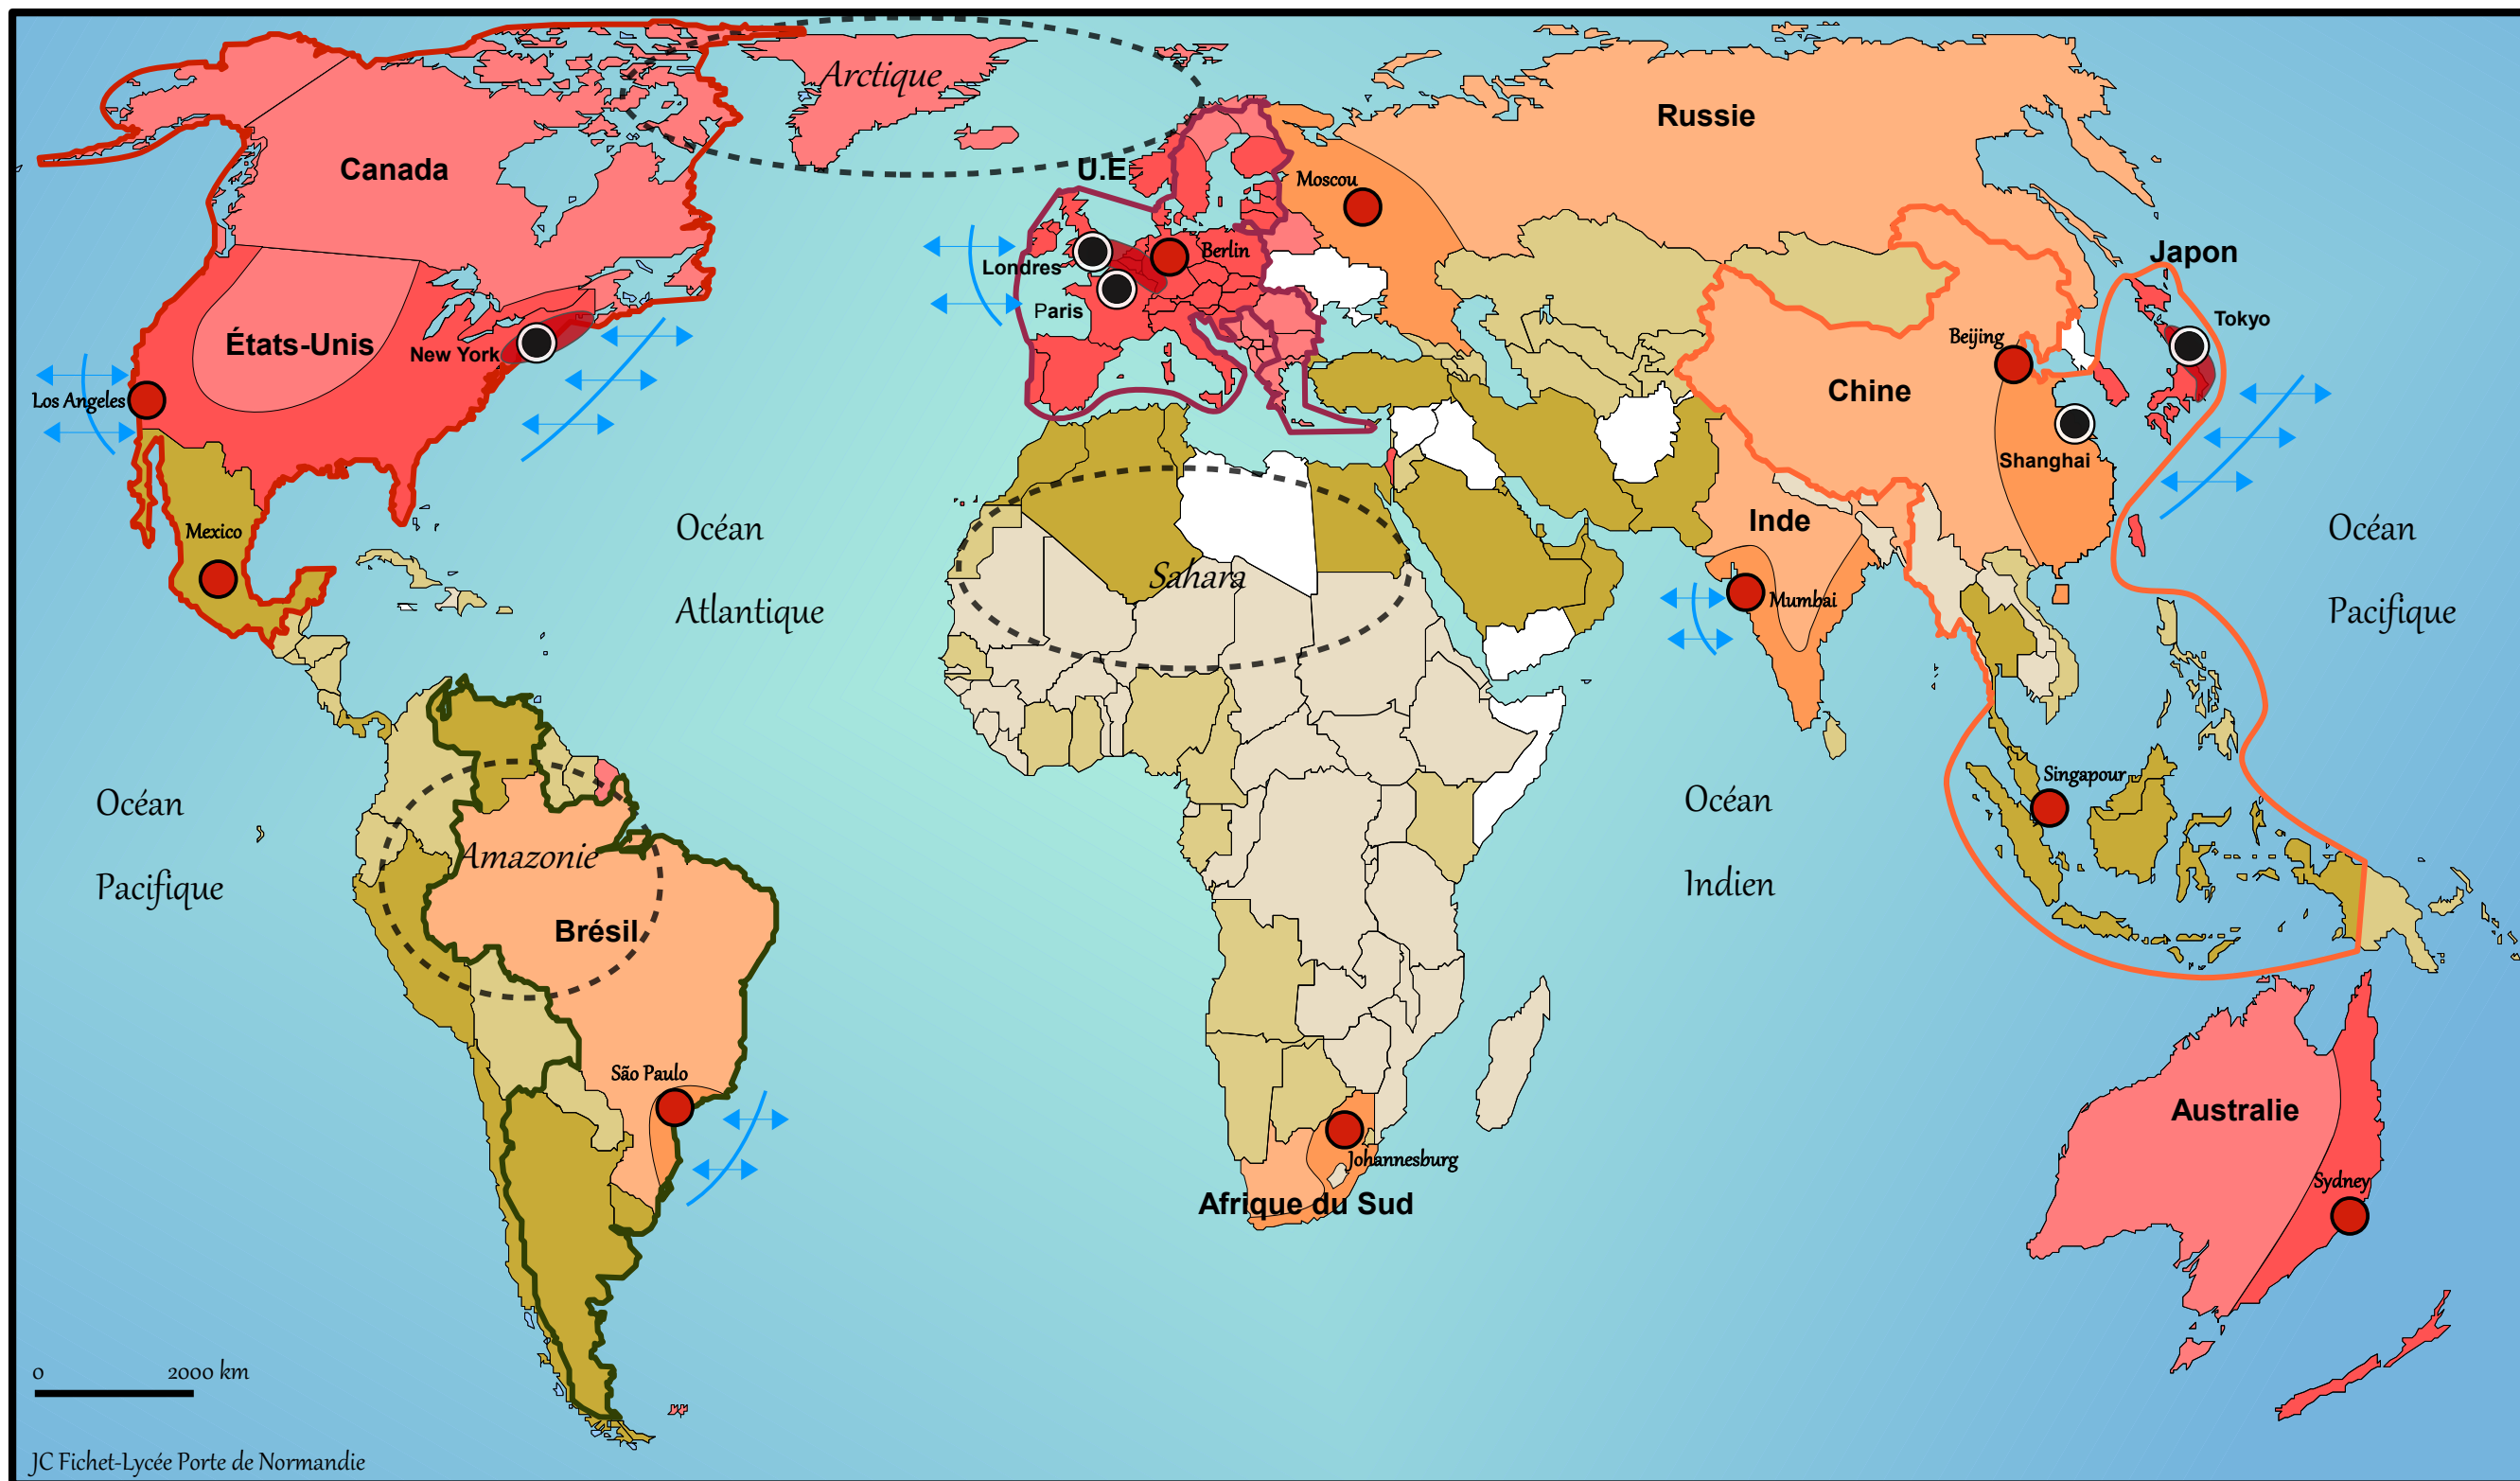 Arctique
Russie
Canada
U.E
Moscou
Japon
Berlin
Londres
Paris
Tokyo
États-Unis
New York
Beijing
Los Angeles
Chine
Shanghai
Océan
Atlantique
Mexico
Sahara
Inde
Mumbai
Océan
Pacifique
Singapour
Océan
Pacifique
Amazonie
Océan
Indien
Brésil
São Paulo
Australie
Johannesburg
Sydney
Afrique du Sud
0 2000 km
JC Fichet-Lycée Porte de Normandie